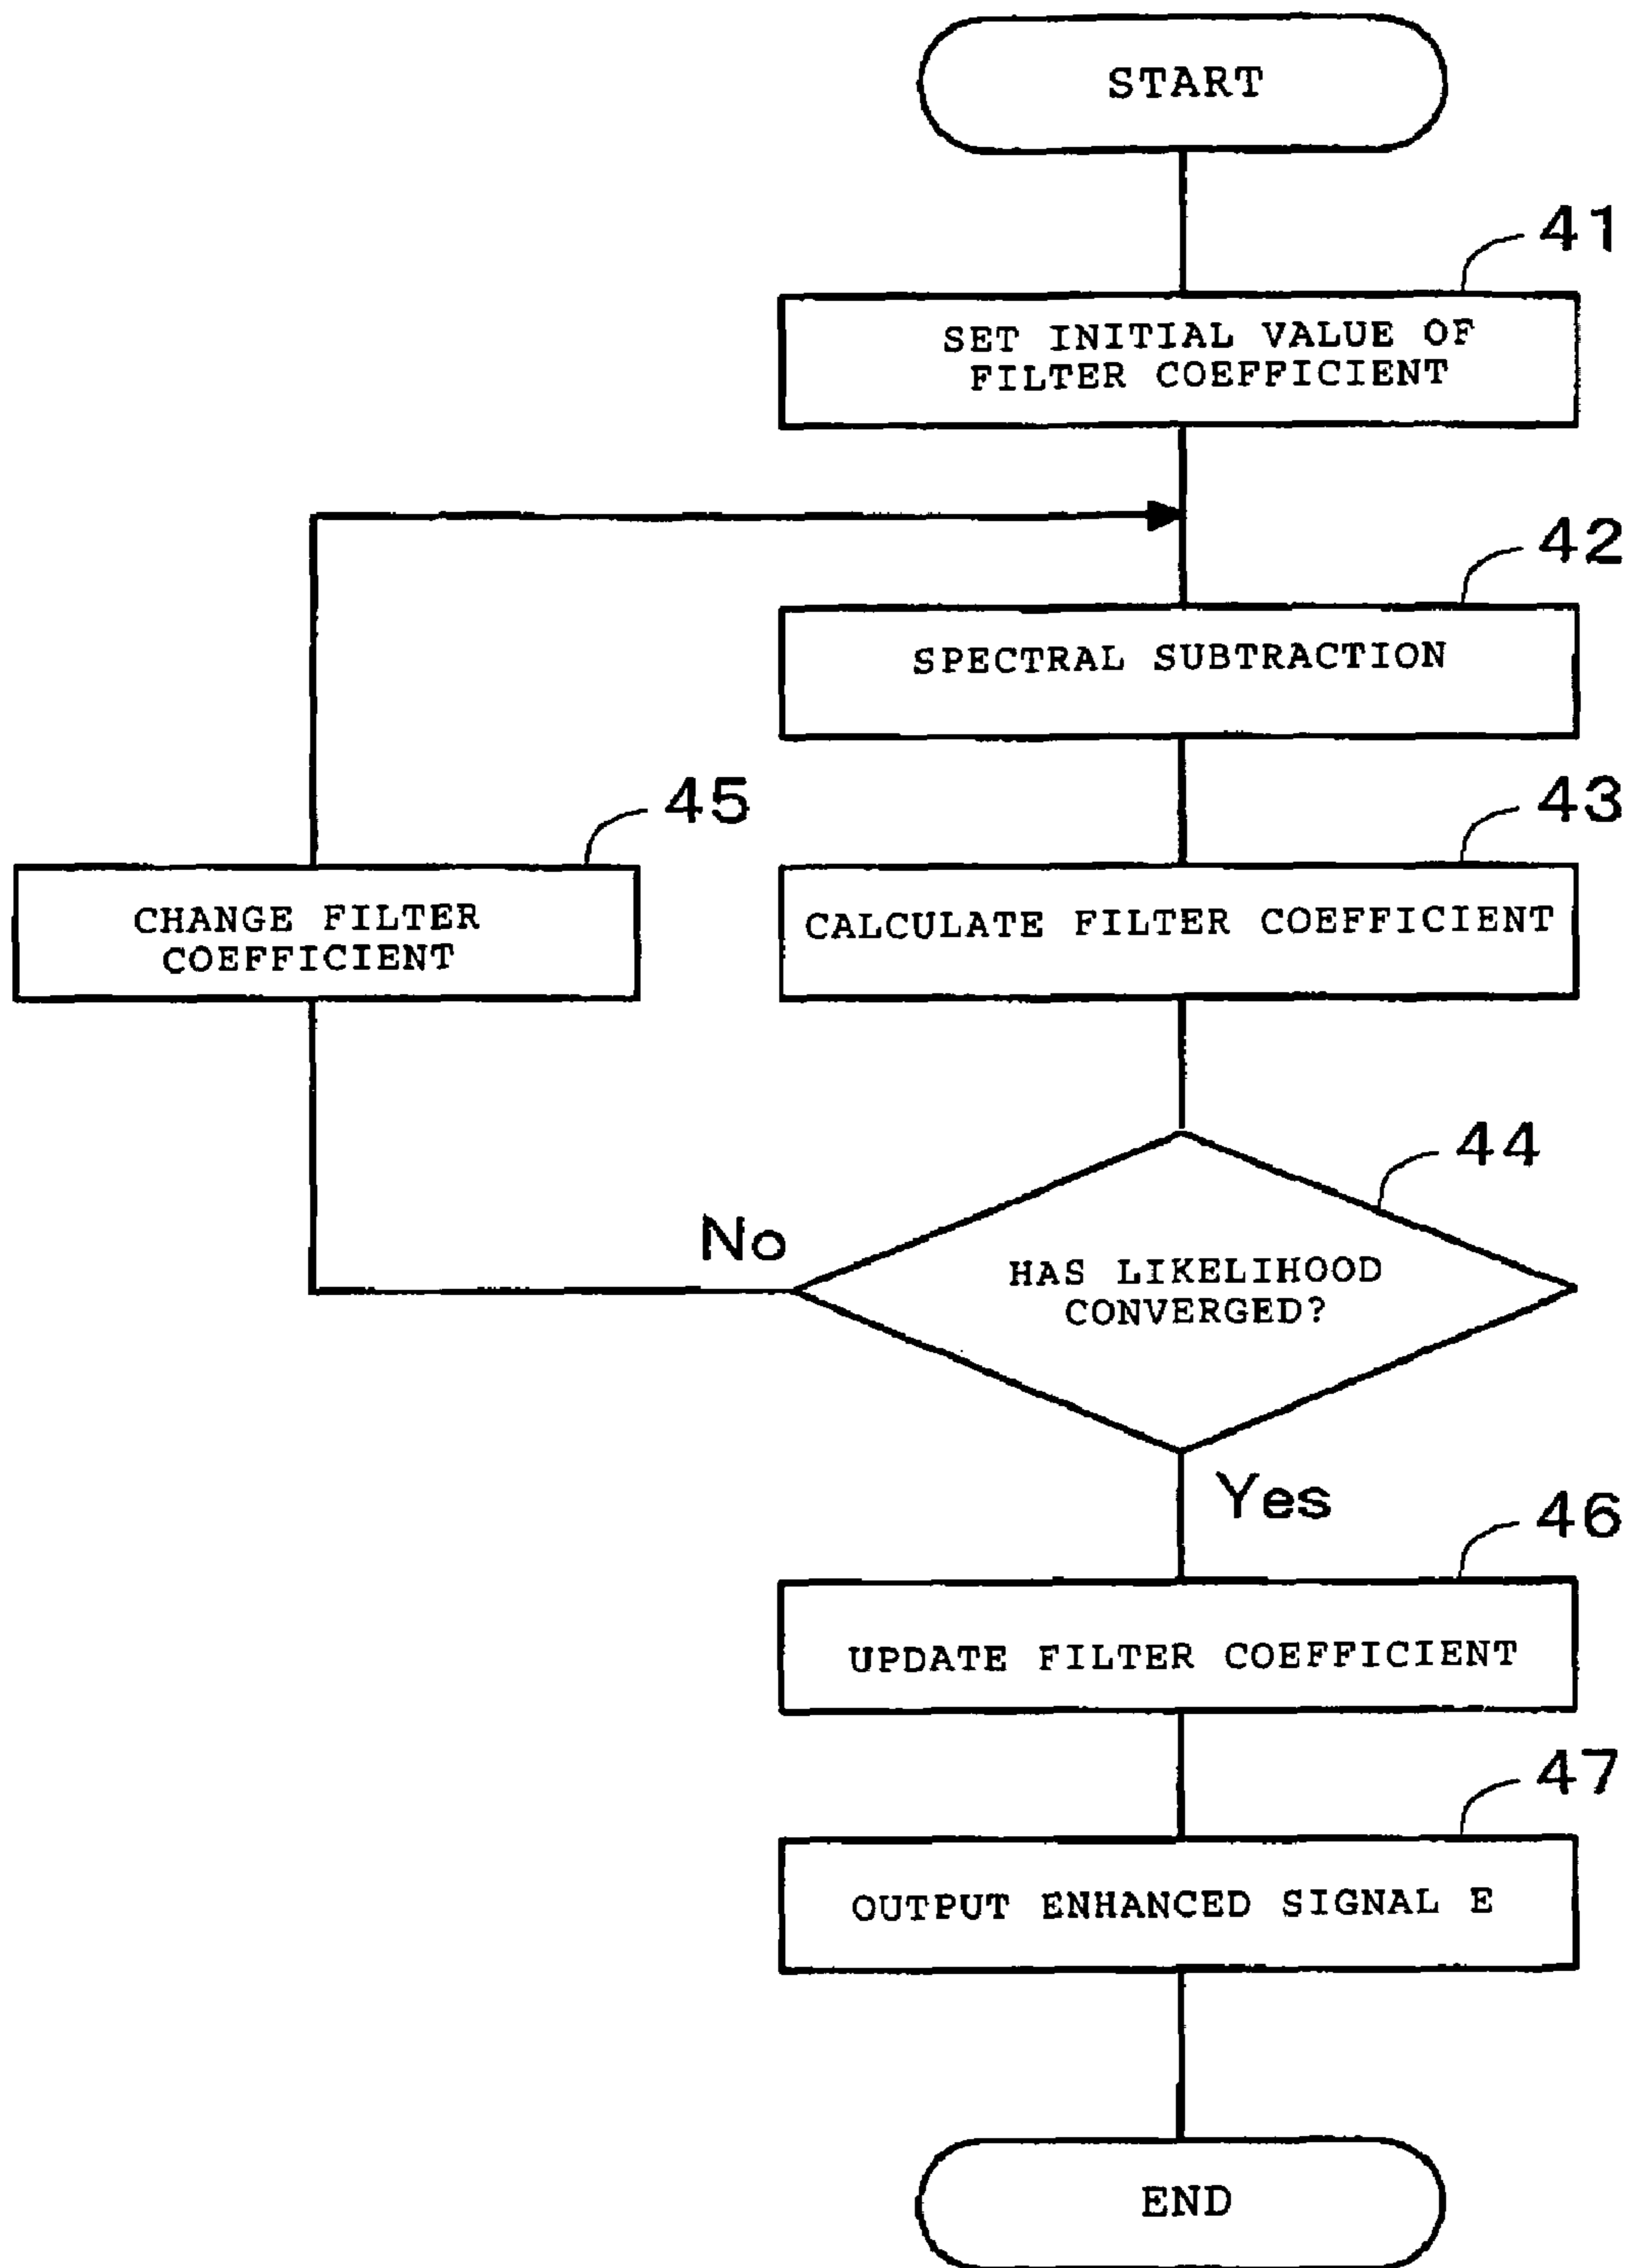 START
41
SET INITIAL VALUE OF
FILTER COEFFICIENT
42
SPECTRAL SUBTRACTION
45
43
CHANGE FILTER
COEFFICIENT
CALCULATE FILTER COEFFICIENT
44
No
HAS LIKELIHOOD
CONVERGED?
Yes
46
UPDATE FILTER COEFFICIENT
47
OUTPUT ENHANCED SIGNAL E
END